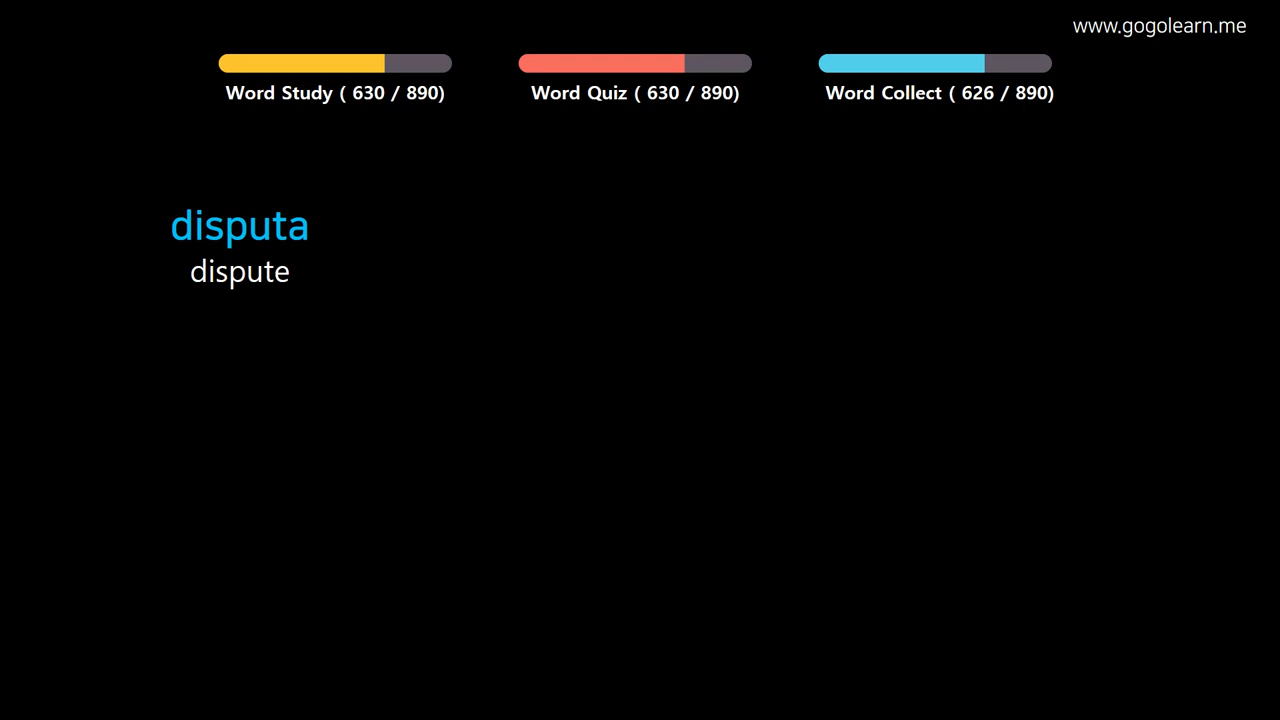 www.gogolearn.me
Word Study ( 630 / 890)
Word Quiz ( 630 / 890)
Word Collect ( 626 / 890)
disputa
dispute